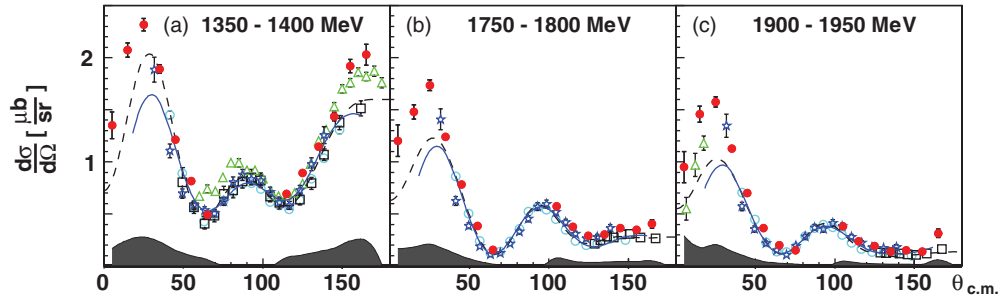 (a) 1350 - 1400 MeV
(b) 1750 - 1800 MeV
(c) 1900 - 1950 MeV
2
1
dσ/dΩ [μb/sr]
0 50 100 150 50 100 150 50 100 150 θc.m.